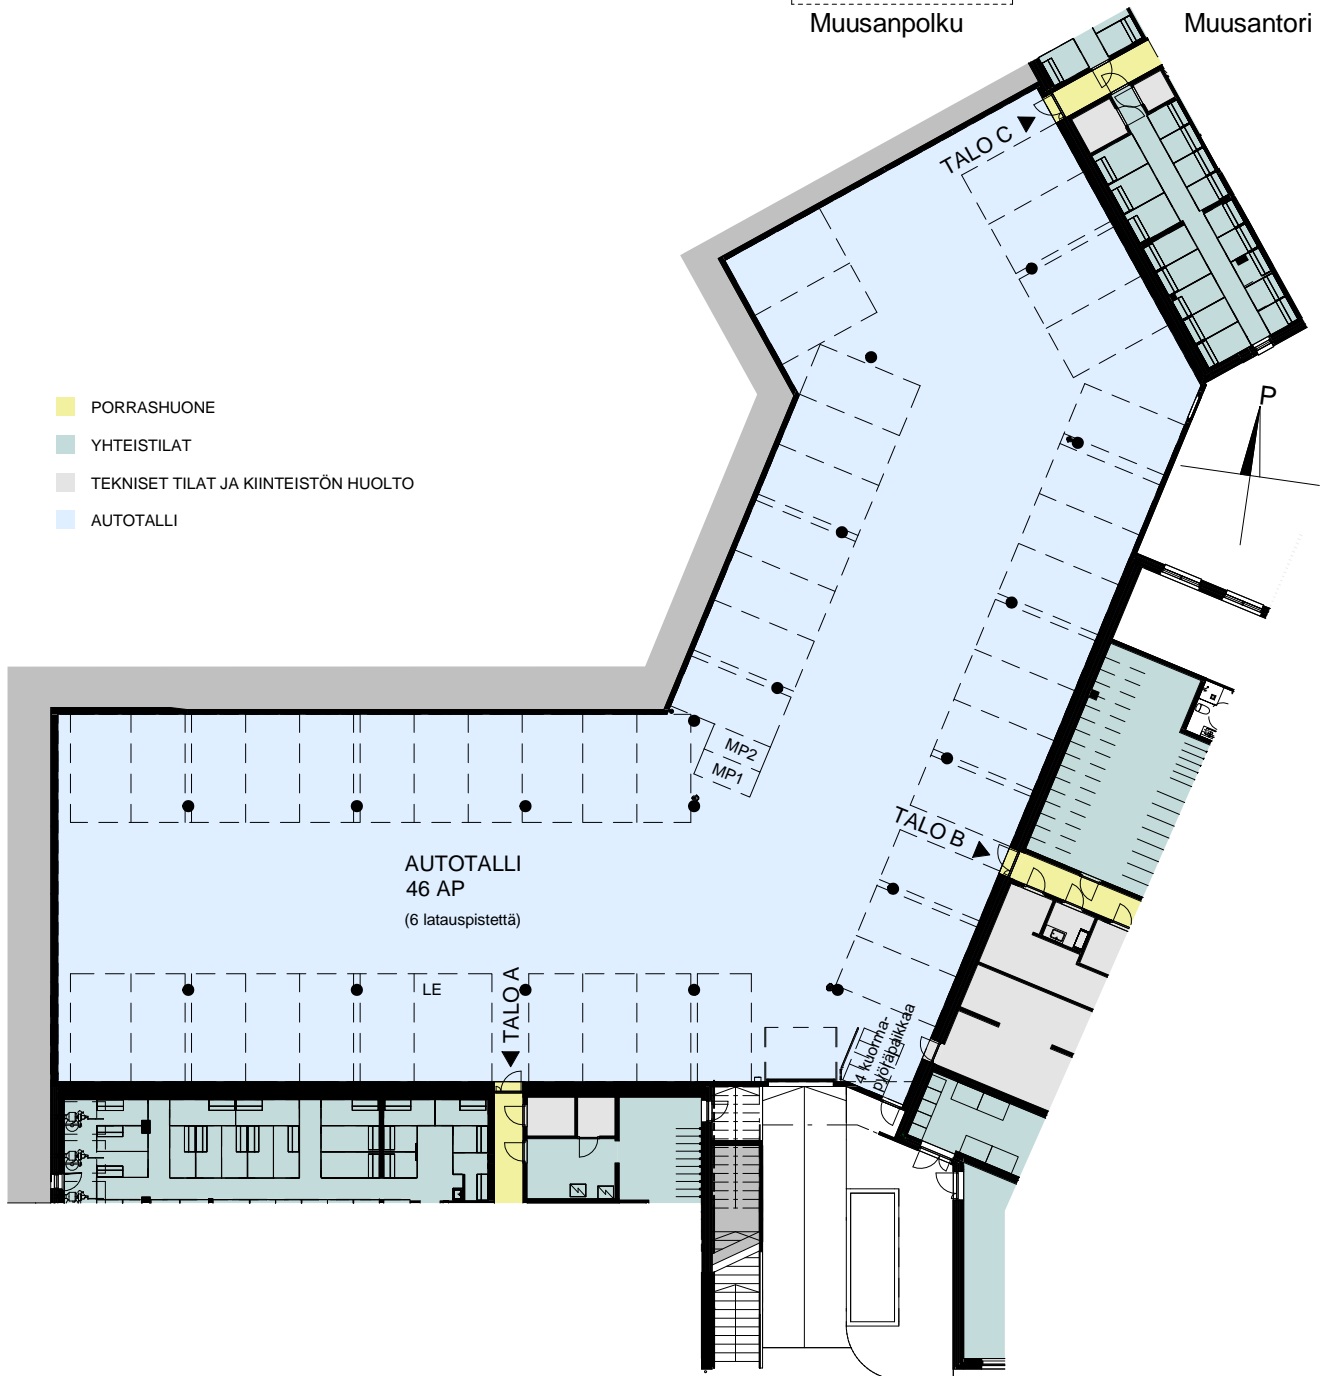 Muusanpolku
Muusantori
TALO C
P
PORRASHUONE
YHTEISTILAT
TEKNISET TILAT JA KIINTEISTÖN HUOLTO
AUTOTALLI
MP2
MP1
TALO B
AUTOTALLI
46 AP
(6 latauspistettä)
LE
TALO A
4 kuorma-
pyöräpaikkaa